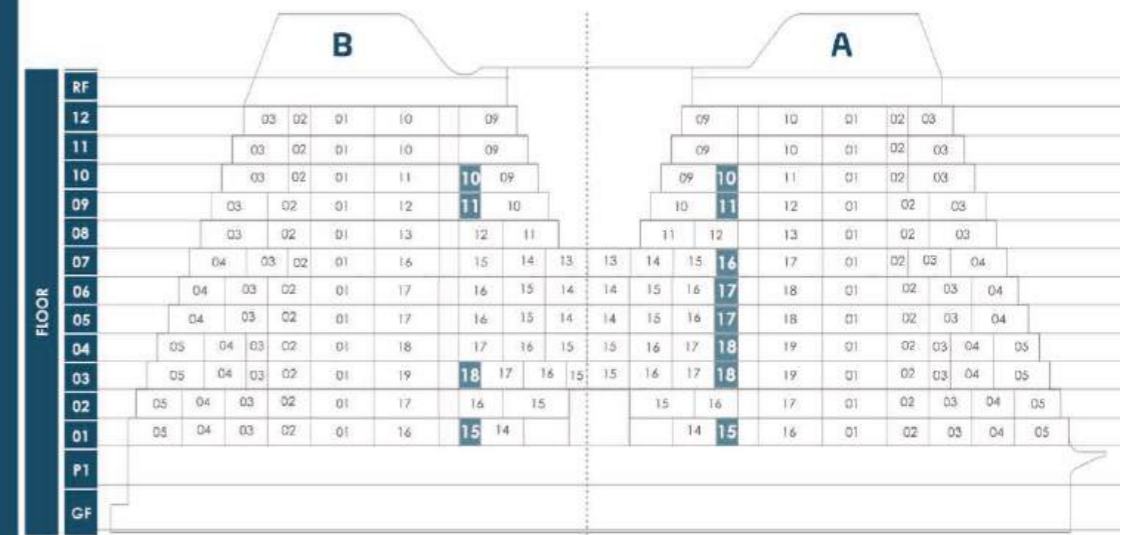 B A
RF
12 03 02 01 10 09 09 10 01 02 03
11 03 02 01 10 09 09 10 01 02 03
10 03 02 01 11 10 09 09 10 11 01 02 03
09 03 02 01 12 11 10 10 11 12 01 02 03
08 03 02 01 13 12 11 11 12 13 01 02 03
07 04 03 02 01 16 15 14 13 13 14 15 16 17 01 02 03 04
06 04 03 02 01 17 16 15 14 14 15 16 17 18 01 02 03 04
05 04 03 02 01 17 16 15 14 14 15 16 17 18 01 02 03 04
04 05 04 03 02 01 18 17 16 15 15 16 17 18 19 01 02 03 04 05
03 05 04 03 02 01 19 18 17 16 15 15 16 17 18 19 01 02 03 04 05
02 05 04 03 02 01 17 16 15 15 16 17 01 02 03 04 05
01 05 04 03 02 01 16 15 14 14 15 16 01 02 03 04 05
P1
GF
FLOOR